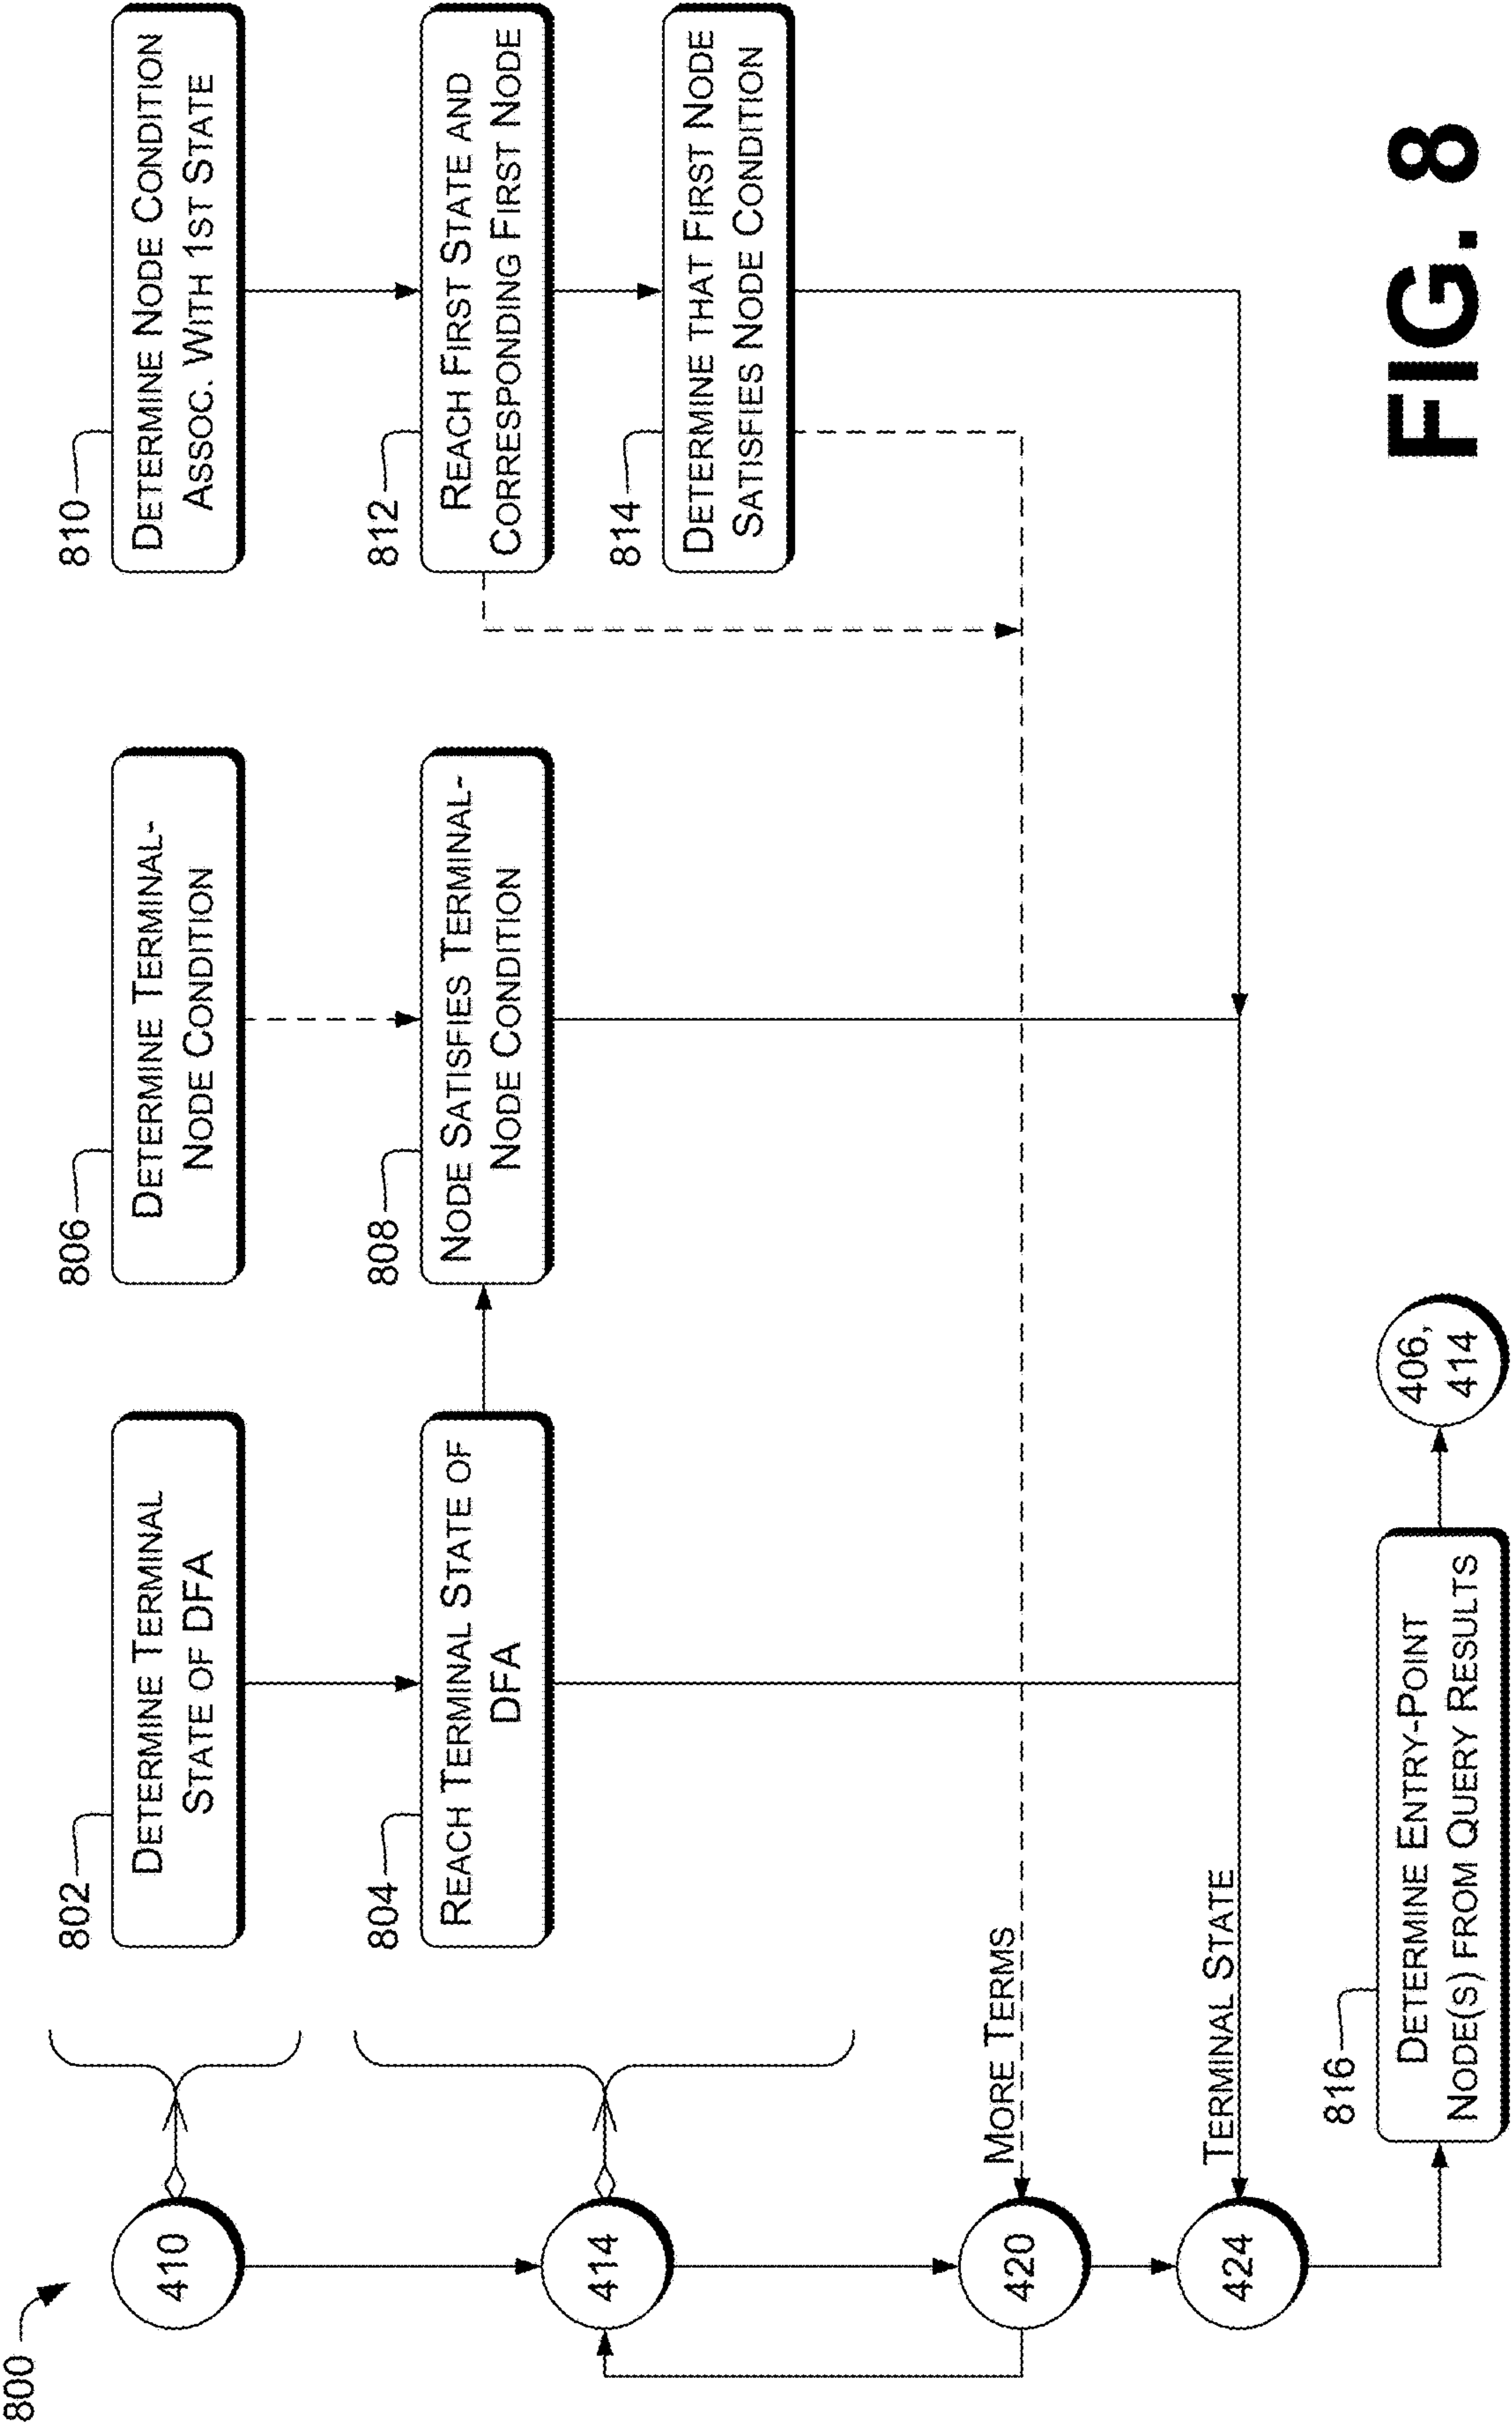 800
410
802
DETERMINE TERMINAL
STATE OF DFA
806
DETERMINE TERMINAL-
NODE CONDITION
810
DETERMINE NODE CONDITION
ASSOC. WITH 1ST STATE
414
804
REACH TERMINAL STATE OF
DFA
808
NODE SATISFIES TERMINAL-
NODE CONDITION
812
REACH FIRST STATE AND
CORRESPONDING FIRST NODE
814
DETERMINE THAT FIRST NODE
SATISFIES NODE CONDITION
420
MORE TERMS
424
TERMINAL STATE
816
DETERMINE ENTRY-POINT
NODE(S) FROM QUERY RESULTS
406,
414
FIG. 8